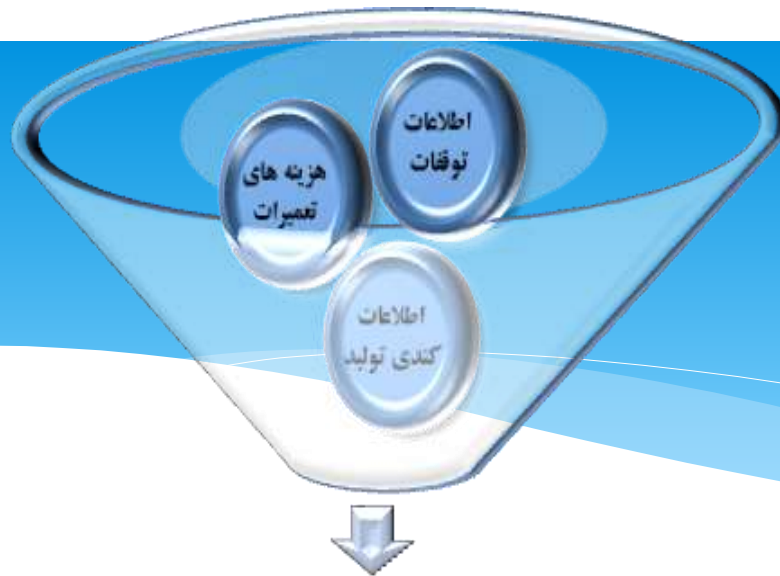 اطلاعات
توقفات
هزینه های
تعمیرات
اطلاعات
کندی تولید